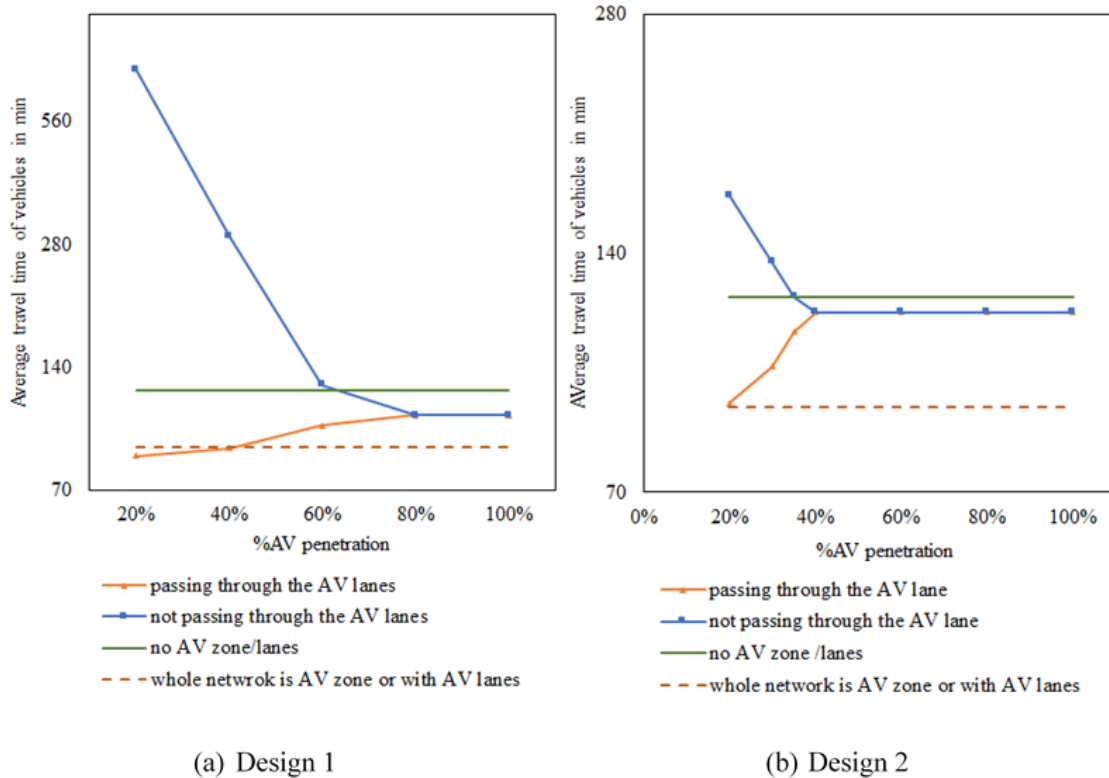 Average travel time of vehicles in min
560
280
140
70
20%
40%
60%
80%
100%
%AV penetration
passing through the AV lanes
not passing through the AV lanes
no AV zone/lanes
whole netwrok is AV zone or with AV lanes
(a) Design 1
AVerage travel time of vehicles in min
280
140
70
0%
20%
40%
60%
80%
100%
%AV penetration
passing through the AV lane
not passing through the AV lane
no AV zone /lanes
whole network is AV zone or with AV lanes
(b) Design 2